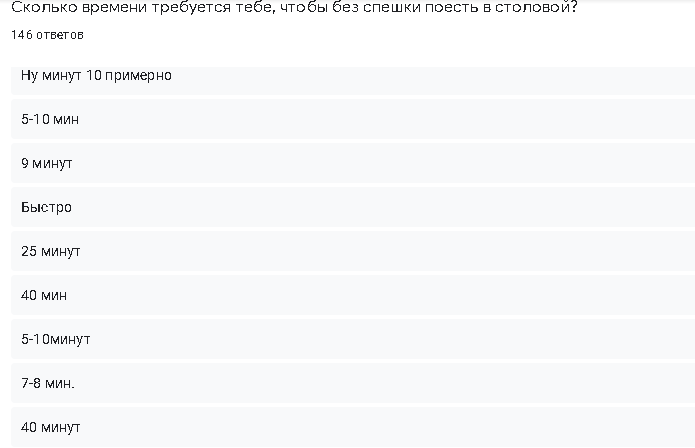 Сколько времени требуется тебе, чтобы без спешки поесть в столовой?
146 ответов
Ну минут 10 примерно
5-10 мин
9 минут
Быстро
25 минут
40 мин
5-10минут
7-8 мин.
40 минут